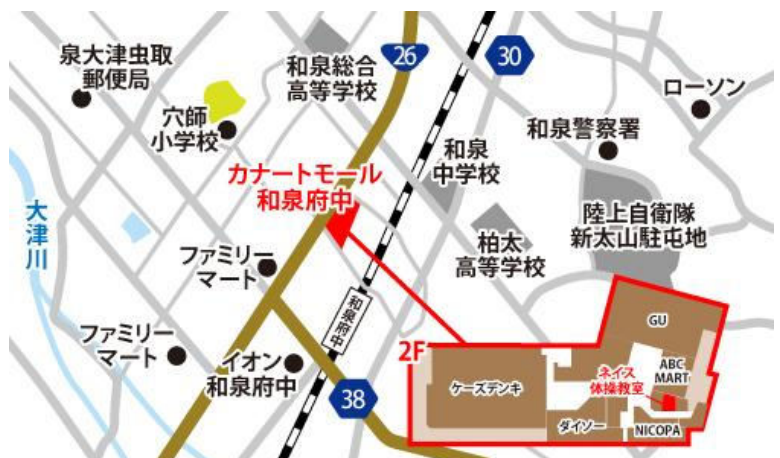 26
30
泉大津虫取
郵便局
和泉総合
高等学校
ローソン
穴師
小学校
和泉警察署
和泉
中学校
カナートモール
和泉府中
大津川
陸上自衛隊
新太山駐屯地
柏太
高等学校
ファミリー
マート
和泉府中
ファミリー
マート
イオン
和泉府中
38
2F
GU
ケーズデンキ
ネイス
体操教室
ABC
MART
ダイソー
NICOPA